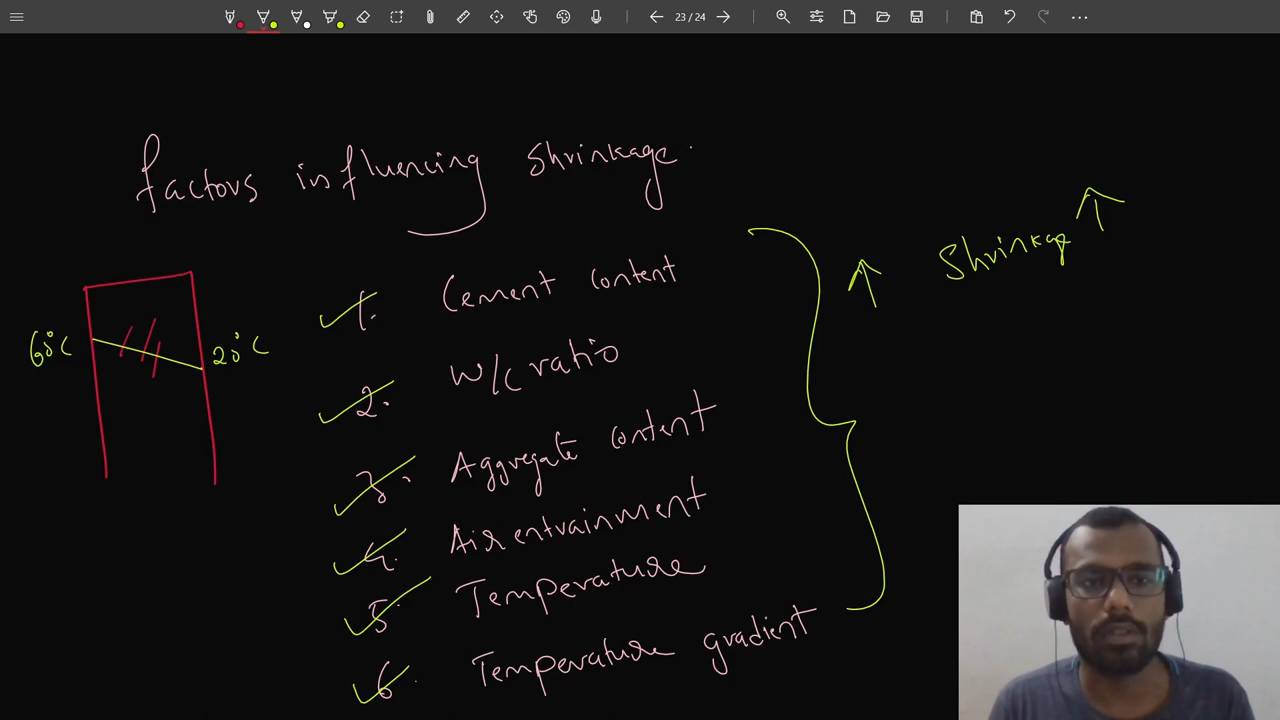 23 / 24
factors influencing Shrinkage.
1. Cement content
2. W/C ratio
3. Aggregate content
4. Air entrainment
5. Temperature
6. Temperature gradient
↑ Shrinkage ↑
60°C
20°C